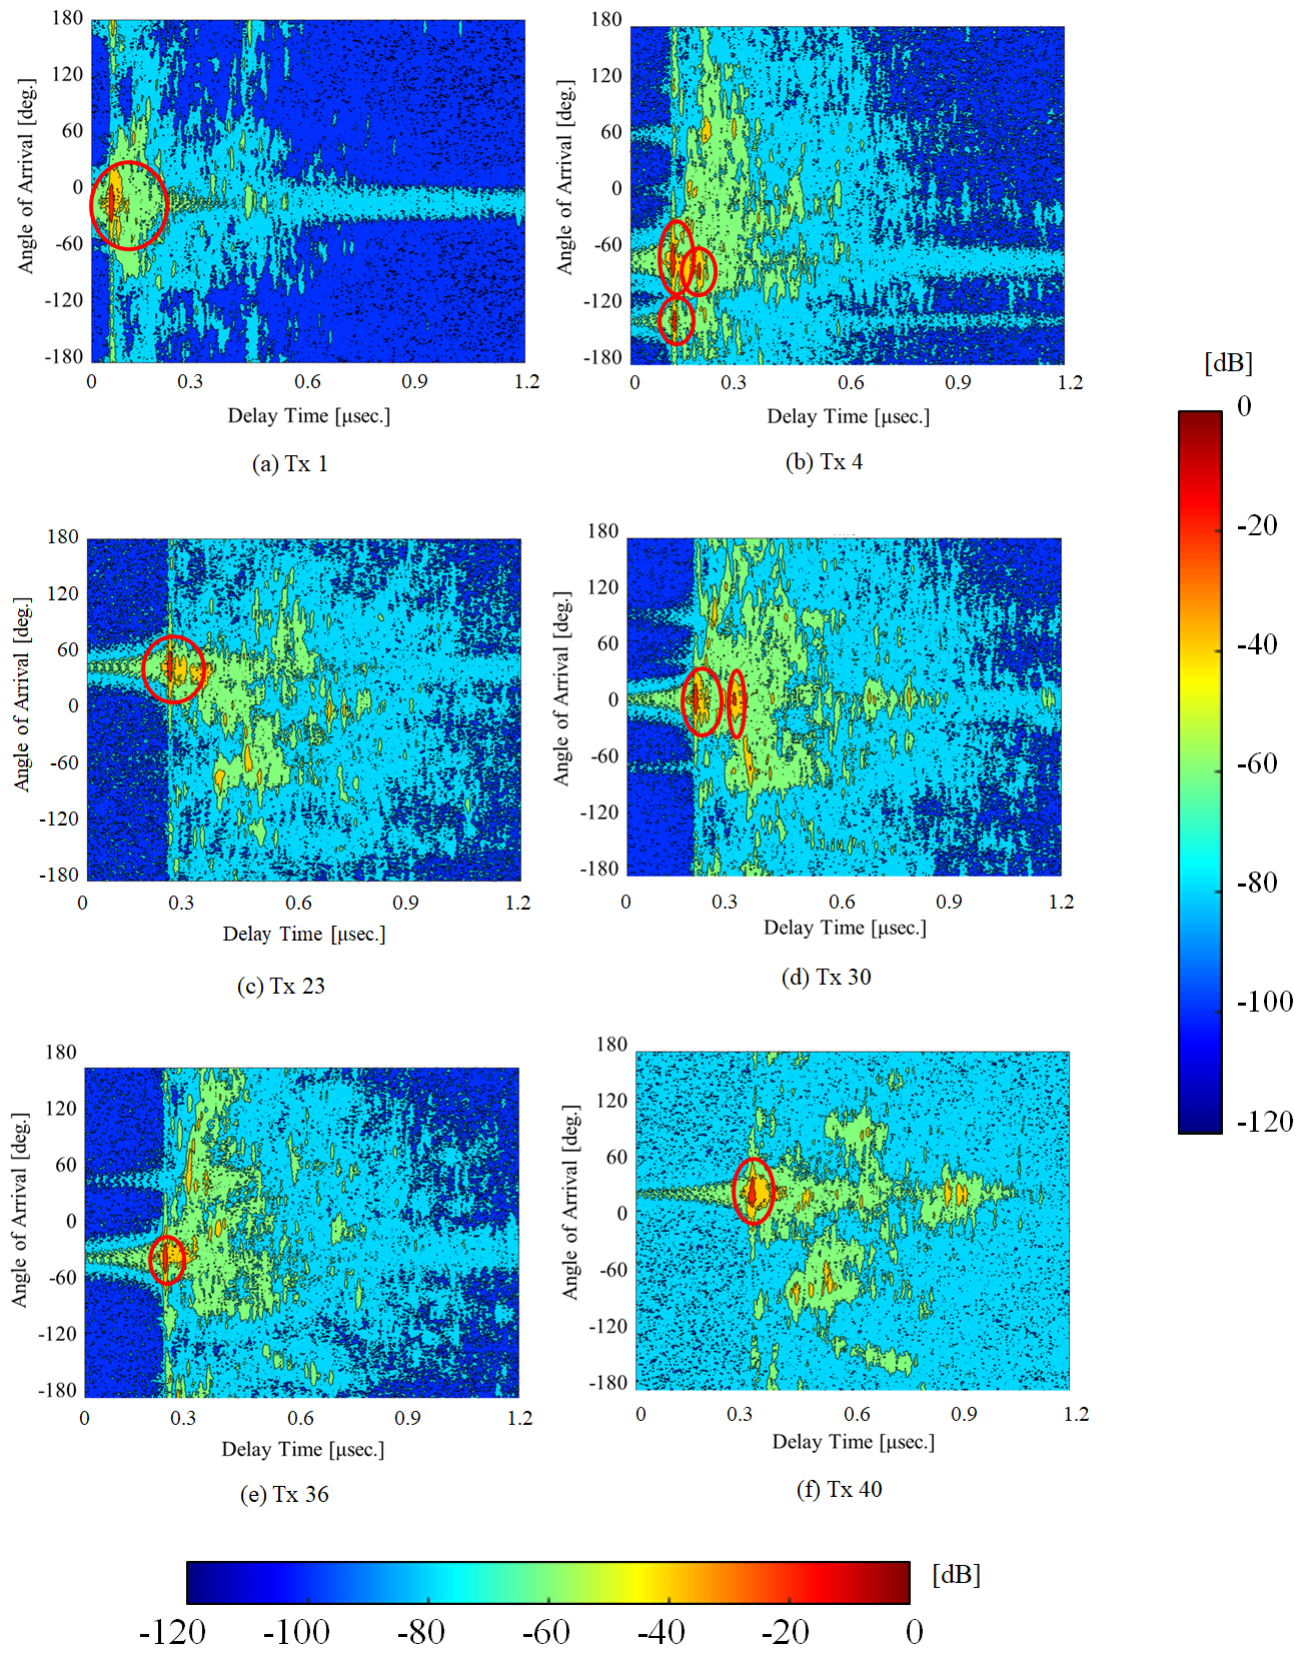 180
120
60
0
-60
-120
-180
Angle of Arrival [deg.]
0 0.3 0.6 0.9 1.2
Delay Time [μsec.]
(a) Tx 1
180
120
60
0
-60
-120
-180
Angle of Arrival [deg.]
0 0.3 0.6 0.9 1.2
Delay Time [μsec.]
(b) Tx 4
[dB]
0
-20
-40
-60
-80
-100
-120
180
120
60
0
-60
-120
-180
Angle of Arrival [deg.]
0 0.3 0.6 0.9 1.2
Delay Time [μsec.]
(c) Tx 23
180
120
60
0
-60
-120
-180
Angle of Arrival [deg.]
0 0.3 0.6 0.9 1.2
Delay Time [μsec.]
(d) Tx 30
180
120
60
0
-60
-120
-180
Angle of Arrival [deg.]
0 0.3 0.6 0.9 1.2
Delay Time [μsec.]
(e) Tx 36
180
120
60
0
-60
-120
-180
Angle of Arrival [deg.]
0 0.3 0.6 0.9 1.2
Delay Time [μsec.]
(f) Tx 40
[dB]
-120 -100 -80 -60 -40 -20 0